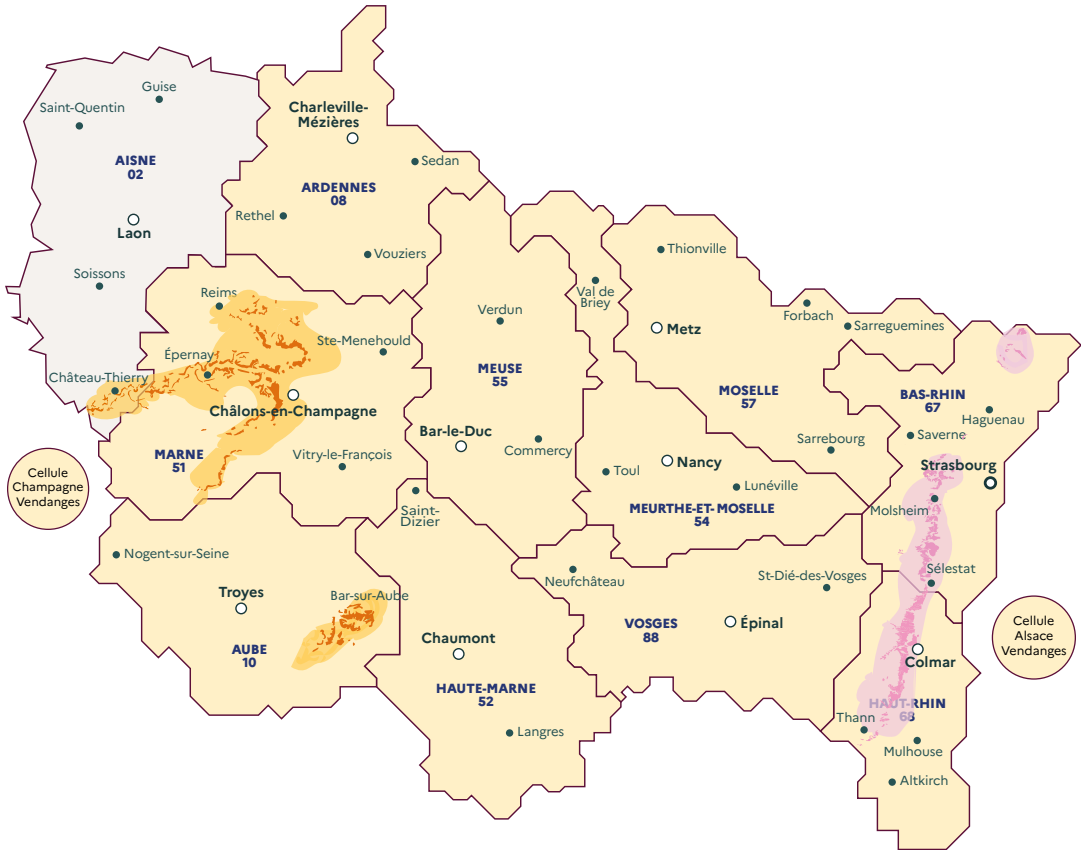 Guise
Saint-Quentin
AISNE
02
Laon
Soissons
Château-Thierry
Charleville-
Mézières
Sedan
ARDENNES
08
Rethel
Vouziers
Reims
Ste-Menehould
Épernay
Châlons-en-Champagne
MARNE
51
Vitry-le-François
Cellule
Champagne
Vendanges
Verdun
MEUSE
55
Bar-le-Duc
Commercy
Val de
Briey
Thionville
Metz
Forbach
Sarreguemines
MOSELLE
57
Sarrebourg
Nancy
Toul
Lunéville
MEURTHE-ET-MOSELLE
54
BAS-RHIN
67
Haguenau
Saverne
Strasbourg
Molsheim
Sélestat
Saint-
Dizier
Nogent-sur-Seine
Troyes
Bar-sur-Aube
AUBE
10
Chaumont
HAUTE-MARNE
52
Langres
Neufchâteau
St-Dié-des-Vosges
VOSGES
88
Épinal
Colmar
HAUT-RHIN
68
Thann
Mulhouse
Altkirch
Cellule
Alsace
Vendanges